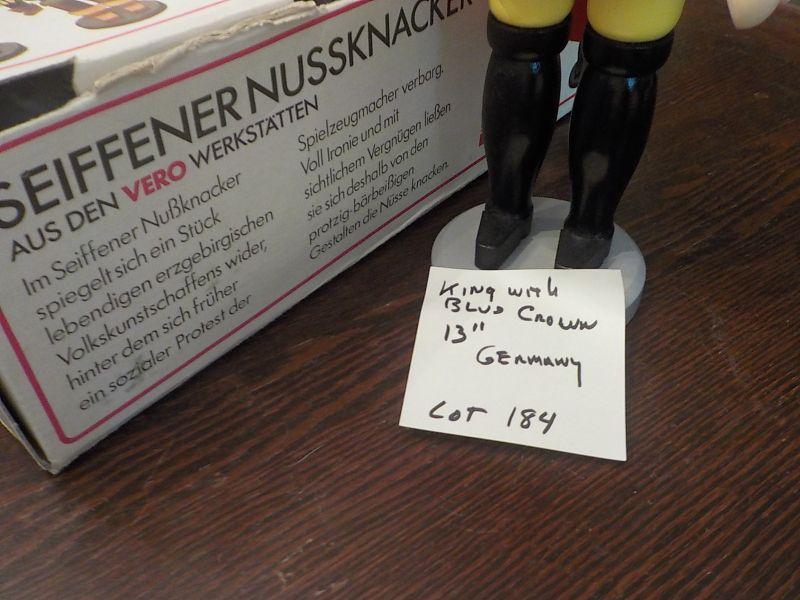 SEIFFENER NUSSKNACKER
AUS DEN VERO WERKSTÄTTEN
Im Seiffener Nußknacker
spiegelt sich ein Stück
lebendigen erzgebirgischen
Volkskunstschaffens wider,
hinter dem sich früher
ein sozialer Protest der
Spielzeugmacher verbarg.
Voll Ironie und mit
sichtlichem Vergnügen ließen
sie sich deshalb von den
protzig-bärbeißigen
Gestalten die Nüsse knacken.
KING WITH
BLUE CROWN
13"
GERMANY
LOT 184